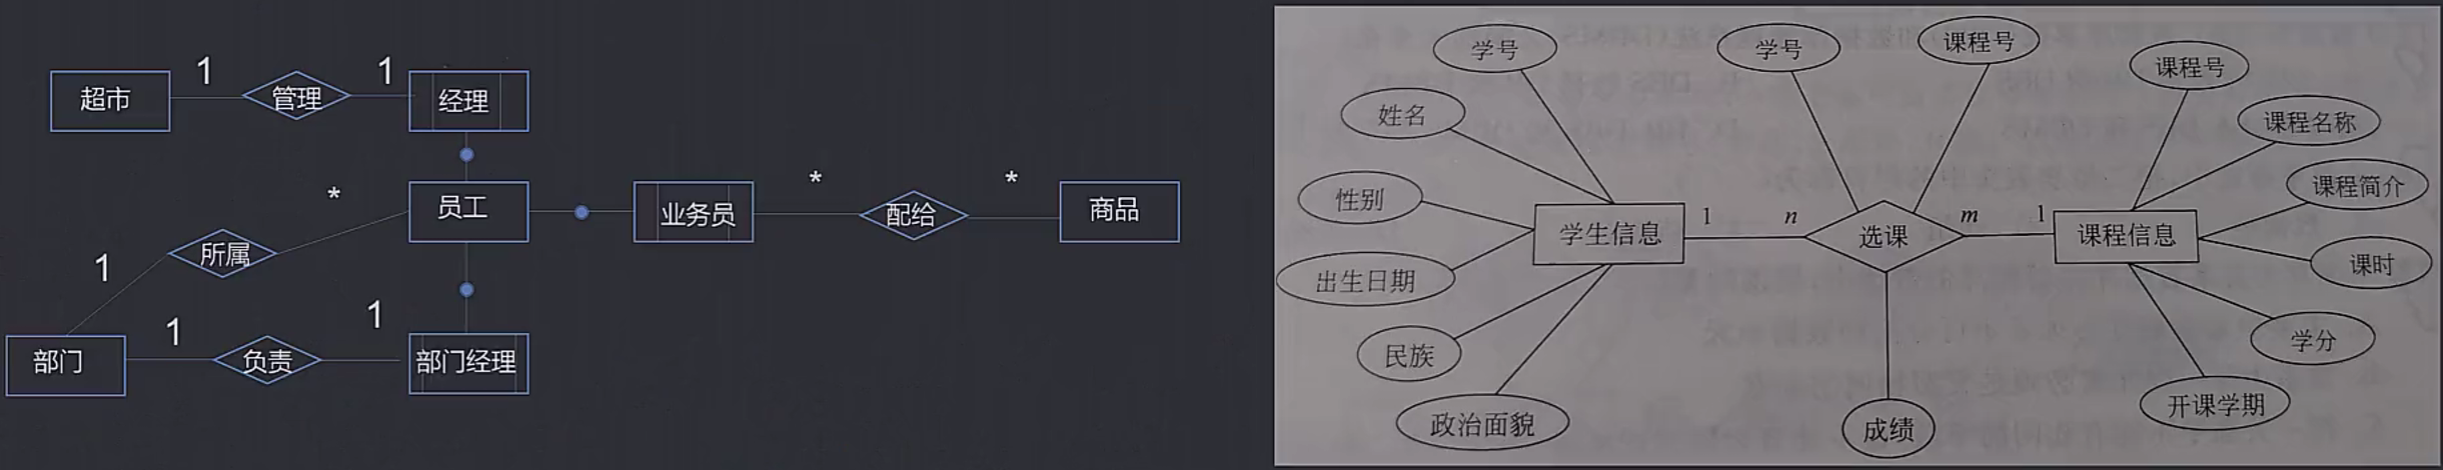 超市
1
管理
1
经理
*
员工
业务员
*
配给
*
商品
所属
1
部门
1
负责
1
部门经理
学号
姓名
性别
出生日期
民族
政治面貌
学生信息
1
n
学号
课程号
选课
成绩
m
1
课程信息
课程号
课程名称
课程简介
课时
学分
开课学期